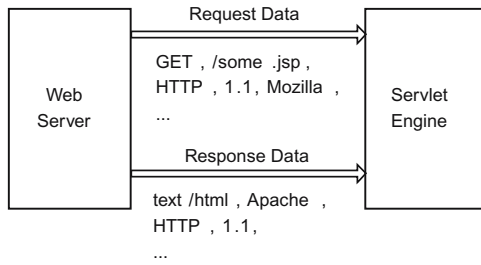 Request Data
GET , /some .jsp ,
HTTP , 1.1, Mozilla ,
...
Web
Server
Servlet
Engine
Response Data
text /html , Apache ,
HTTP , 1.1,
...